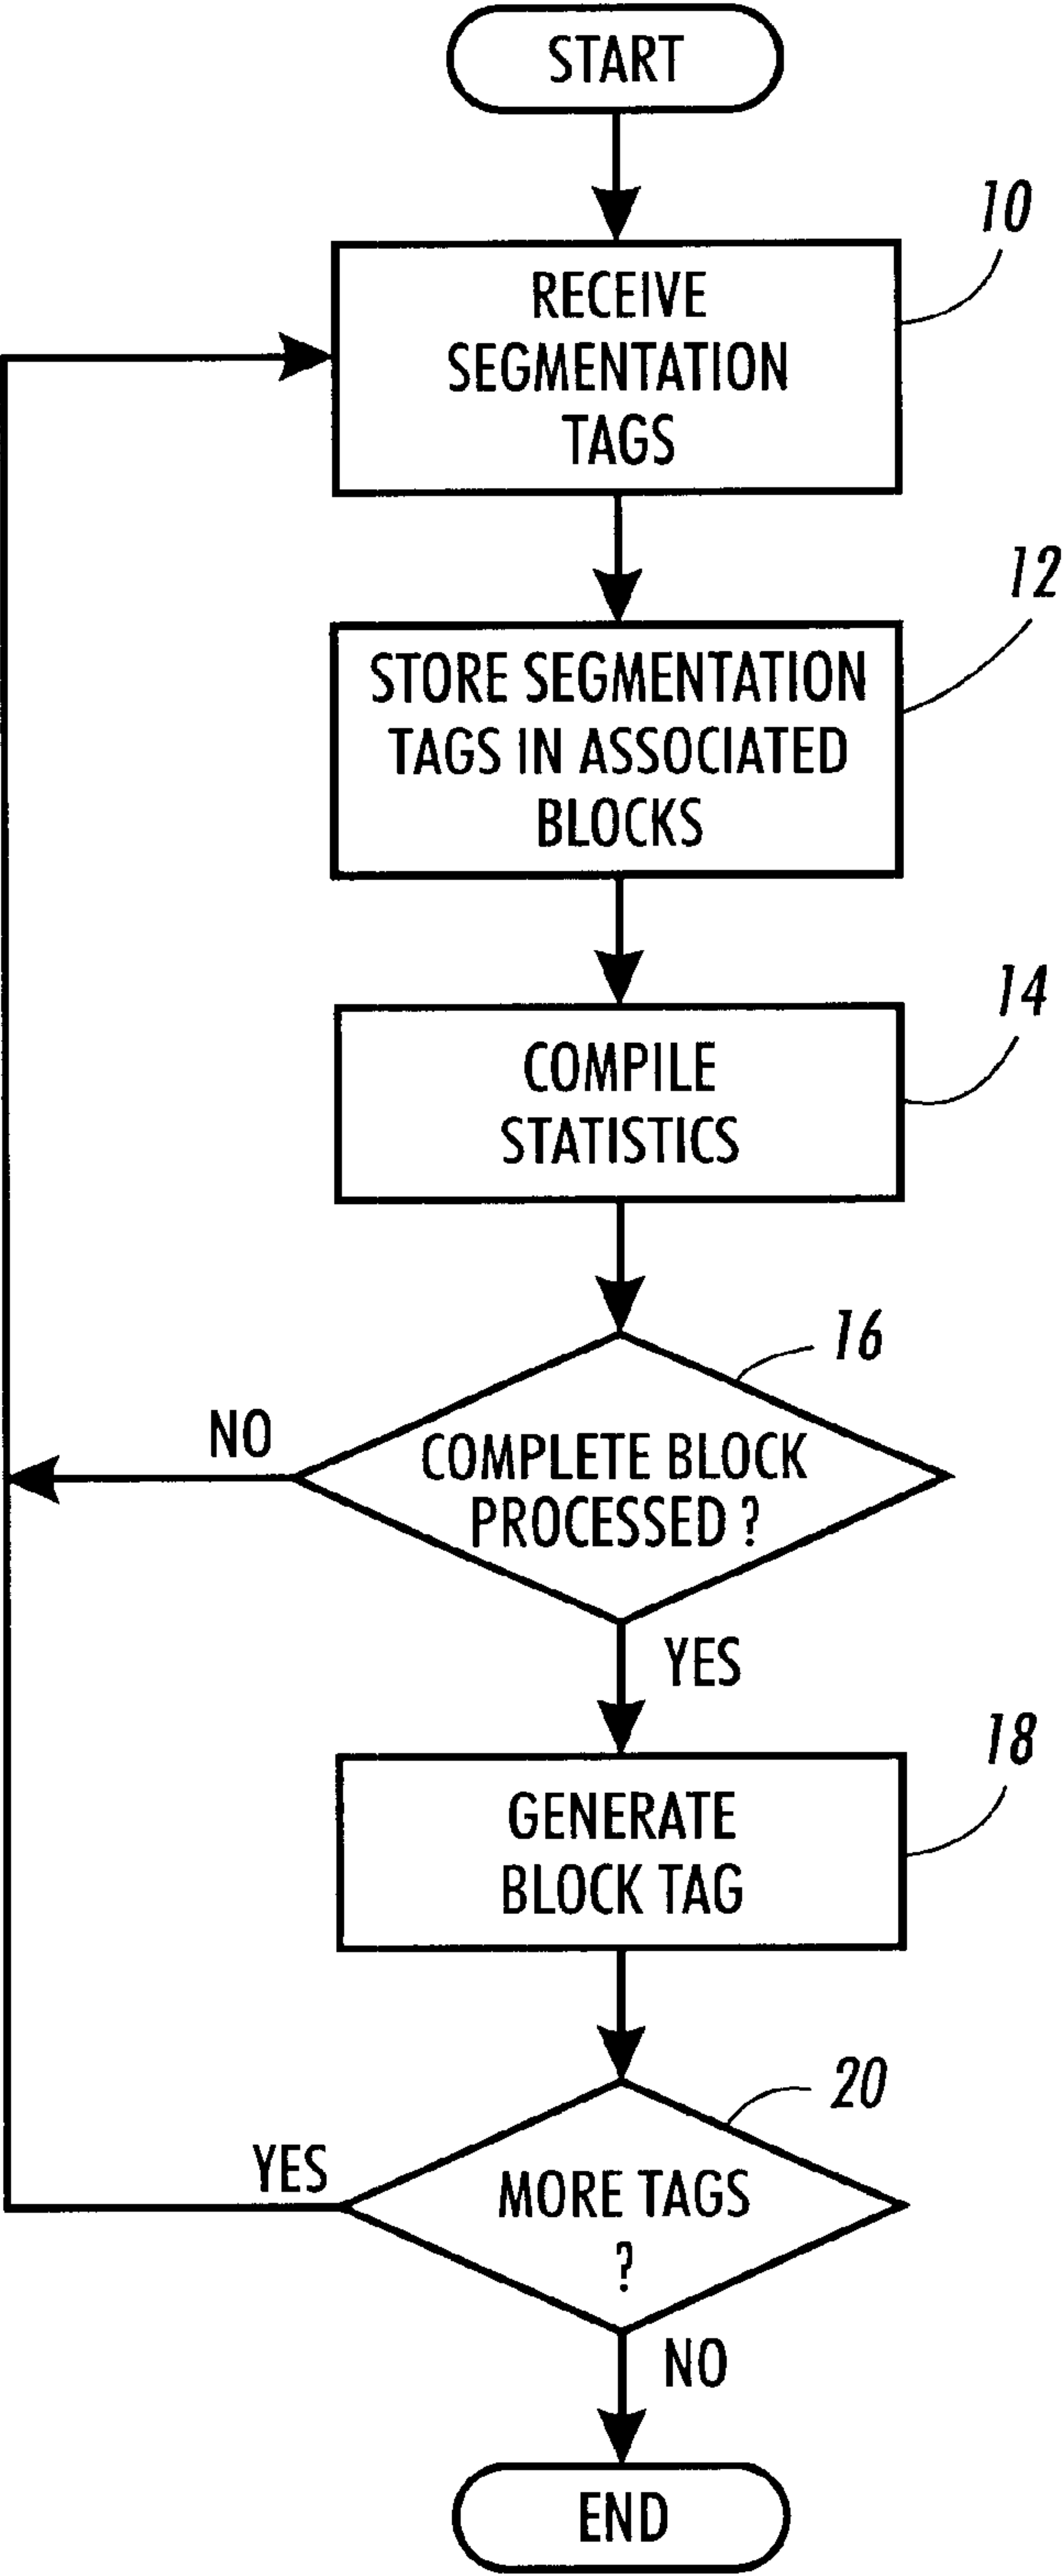 START
10
RECEIVE
SEGMENTATION
TAGS
12
STORE SEGMENTATION
TAGS IN ASSOCIATED
BLOCKS
14
COMPILE
STATISTICS
16
NO
COMPLETE BLOCK
PROCESSED ?
YES
18
GENERATE
BLOCK TAG
20
YES
MORE TAGS
?
NO
END